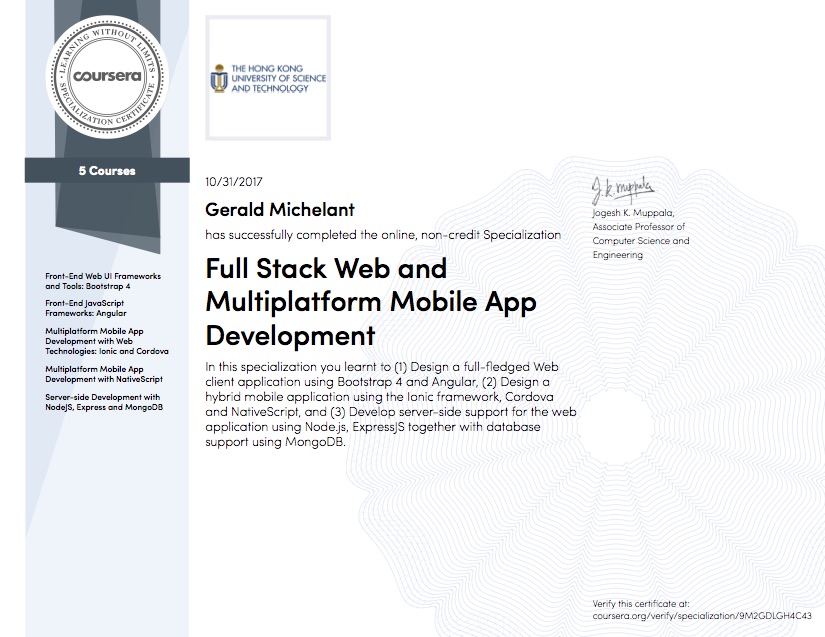 LEARNING WITHOUT LIMITS
coursera
SPECIALIZATION CERTIFICATE
5 Courses
Front-End Web UI Frameworks
and Tools: Bootstrap 4
Front-End JavaScript
Frameworks: Angular
Multiplatform Mobile App
Development with Web
Technologies: Ionic and Cordova
Multiplatform Mobile App
Development with NativeScript
Server-side Development with
NodeJS, Express and MongoDB
THE HONG KONG
UNIVERSITY OF SCIENCE
AND TECHNOLOGY
10/31/2017
Gerald Michelant
has successfully completed the online, non-credit Specialization
Full Stack Web and
Multiplatform Mobile App
Development
In this specialization you learnt to (1) Design a full-fledged Web
client application using Bootstrap 4 and Angular, (2) Design a
hybrid mobile application using the Ionic framework, Cordova
and NativeScript, and (3) Develop server-side support for the web
application using Node.js, ExpressJS together with database
support using MongoDB.
J.K. Muppala
Jogesh K. Muppala,
Associate Professor of
Computer Science and
Engineering
Verify this certificate at:
coursera.org/verify/specialization/9M2GDLGH4C43